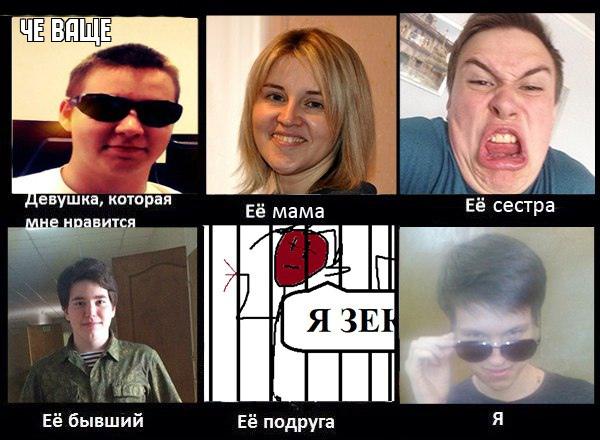 ЧЕ ВАЩЕ
Девушка, которая
мне нравится
Её мама
Её сестра
Я ЗЕК
Её бывший
Её подруга
Я